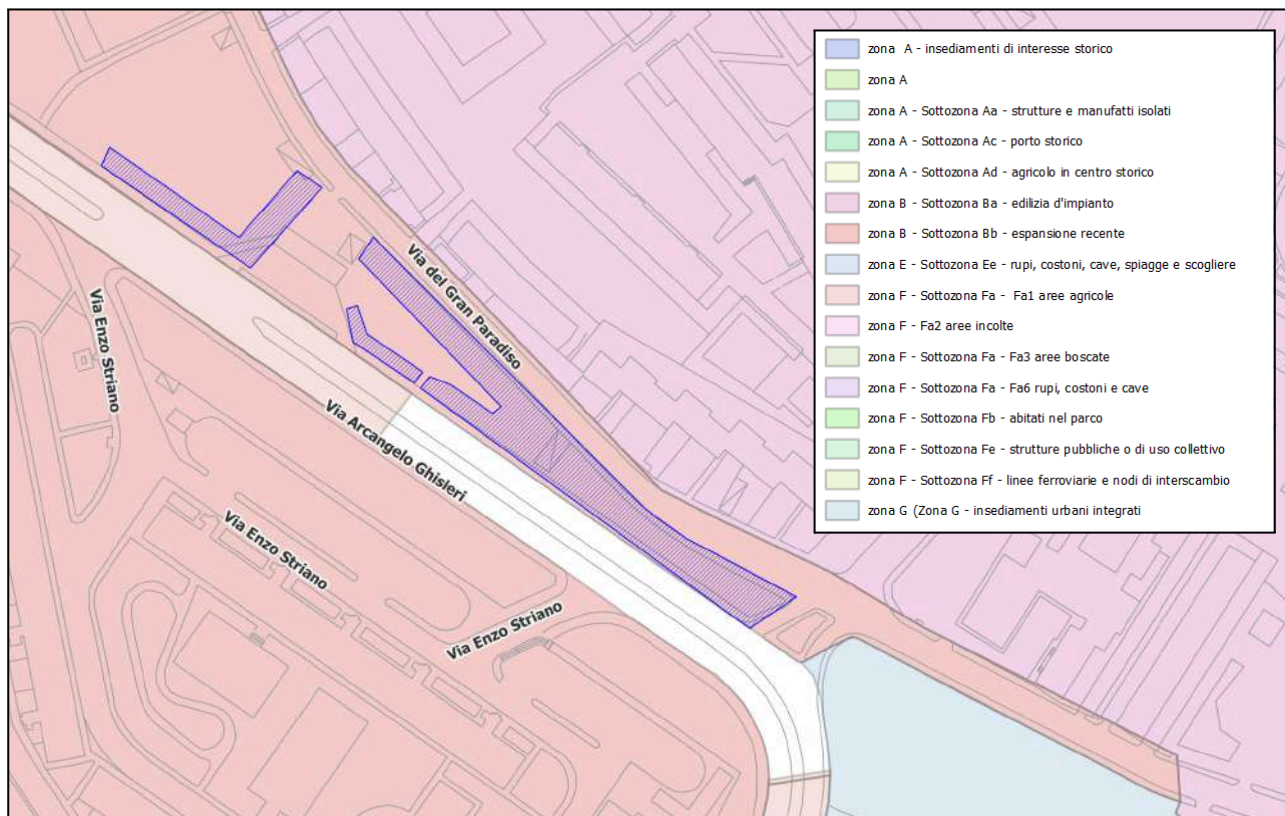 zona A - insediamenti di interesse storico
zona A
zona A - Sottozona Aa - strutture e manufatti isolati
zona A - Sottozona Ac - porto storico
zona A - Sottozona Ad - agricolo in centro storico
zona B - Sottozona Ba - edilizia d'impianto
zona B - Sottozona Bb - espansione recente
zona E - Sottozona Ee - rupi, costoni, cave, spiagge e scogliere
zona F - Sottozona Fa - Fa1 aree agricole
zona F - Fa2 aree incolte
zona F - Sottozona Fa - Fa3 aree boscate
zona F - Sottozona Fa - Fa6 rupi, costoni e cave
zona F - Sottozona Fb - abitati nel parco
zona F - Sottozona Fe - strutture pubbliche o di uso collettivo
zona F - Sottozona Ff - linee ferroviarie e nodi di interscambio
zona G (Zona G - insediamenti urbani integrati
Via del Gran Paradiso
Via Enzo Striano
Via Arcangelo Ghisleri
Via Enzo Striano
Via Enzo Striano